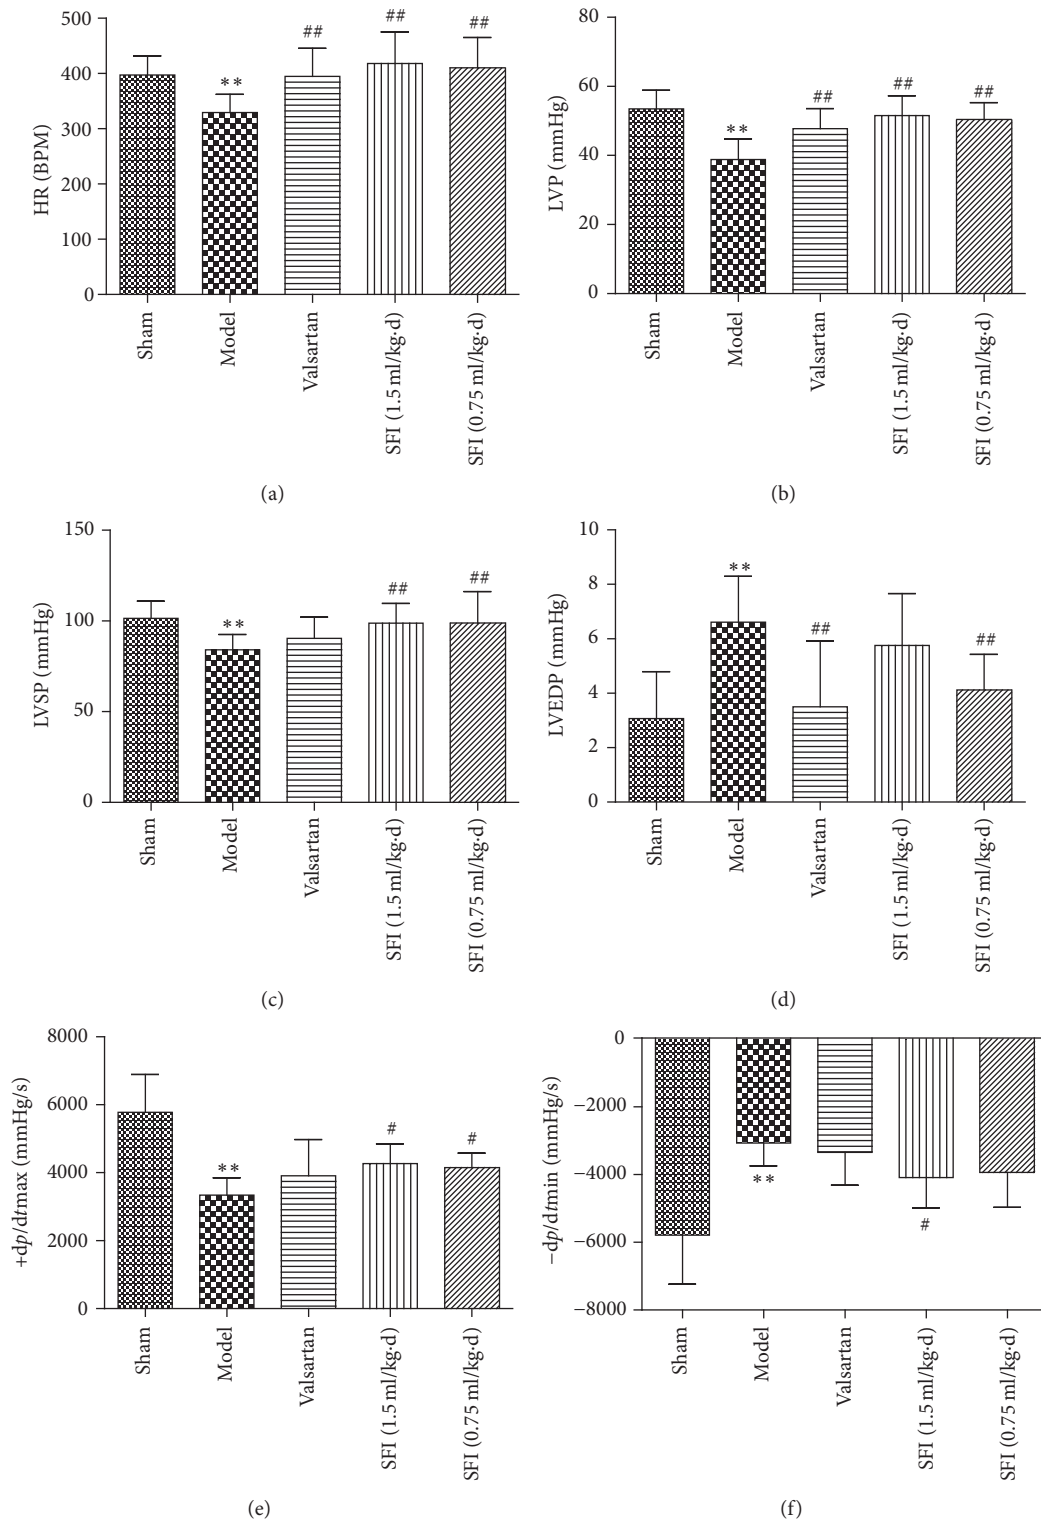 HR (BPM)
500
400
300
200
100
0
**
##
##
##
Sham
Model
Valsartan
SFI (1.5 ml/kg·d)
SFI (0.75 ml/kg·d)
(a)
LVP (mmHg)
80
60
40
20
0
**
##
##
##
Sham
Model
Valsartan
SFI (1.5 ml/kg·d)
SFI (0.75 ml/kg·d)
(b)
LVSP (mmHg)
150
100
50
0
**
##
##
Sham
Model
Valsartan
SFI (1.5 ml/kg·d)
SFI (0.75 ml/kg·d)
(c)
LVEDP (mmHg)
10
8
6
4
2
0
**
##
##
Sham
Model
Valsartan
SFI (1.5 ml/kg·d)
SFI (0.75 ml/kg·d)
(d)
+dp/dtmax (mmHg/s)
8000
6000
4000
2000
0
**
#
#
Sham
Model
Valsartan
SFI (1.5 ml/kg·d)
SFI (0.75 ml/kg·d)
(e)
−dp/dtmin (mmHg/s)
0
−2000
−4000
−6000
−8000
**
#
Sham
Model
Valsartan
SFI (1.5 ml/kg·d)
SFI (0.75 ml/kg·d)
(f)